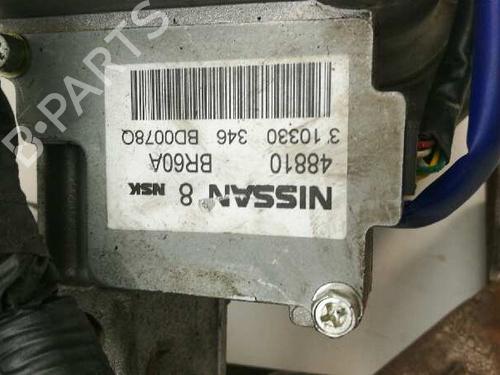 NISSAN 8 NSK
48810 BR60A
3 10330 346 BD0078Q
B-PARTS